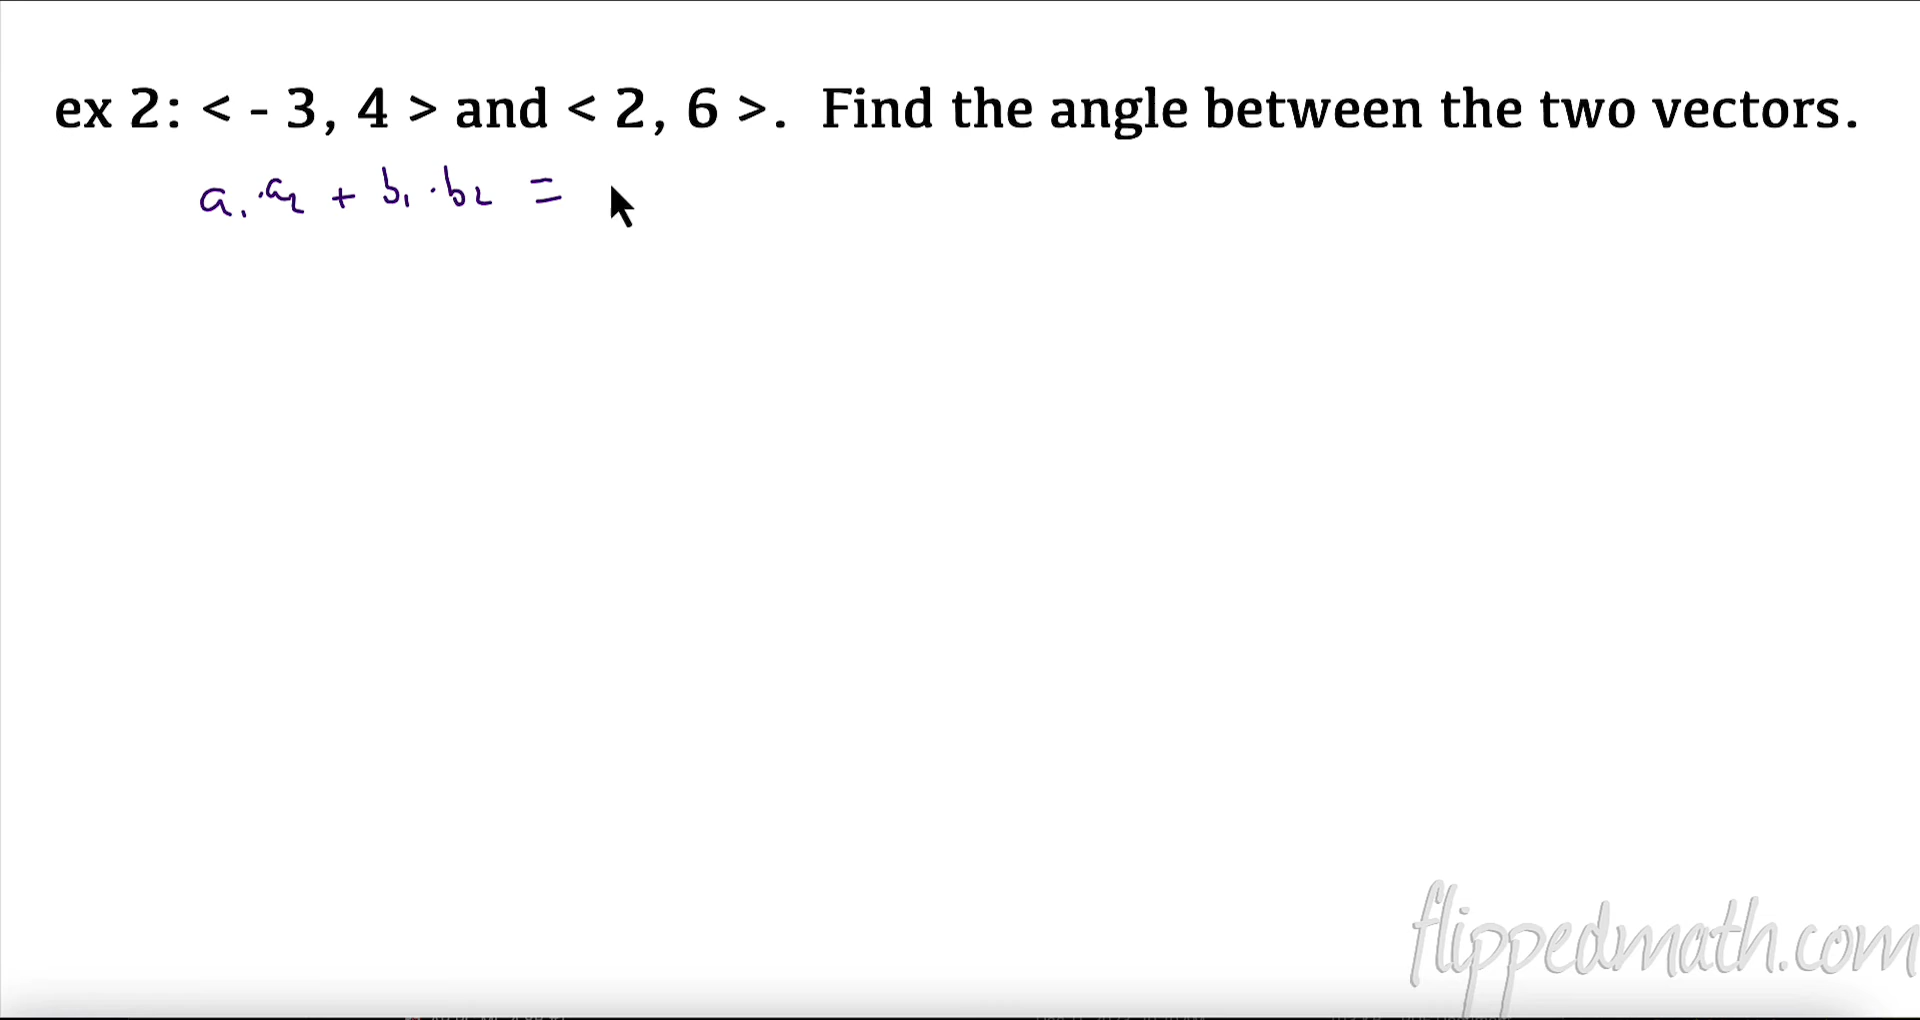 ex 2: < - 3, 4 > and < 2, 6 >. Find the angle between the two vectors.
a₁ · a₂ + b₁ · b₂ =
flippedmath.com